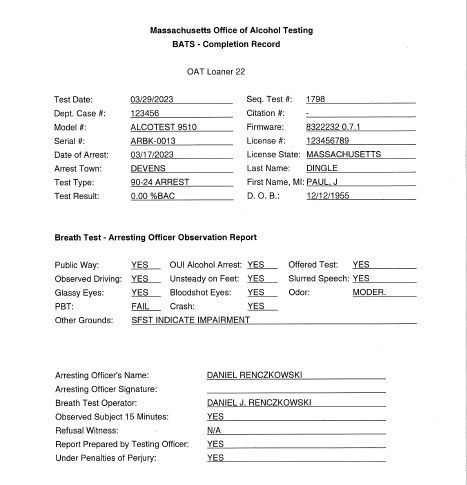 Massachusetts Office of Alcohol Testing
BATS - Completion Record
OAT Loaner 22
Test Date: 03/29/2023 Seq. Test #: 1798
Dept. Case #: 123456 Citation #: -
Model #: ALCOTEST 9510 Firmware: 8322232 0.7.1
Serial #: ARBK-0013 License #: 123456789
Date of Arrest: 03/17/2023 License State: MASSACHUSETTS
Arrest Town: DEVENS Last Name: DINGLE
Test Type: 90-24 ARREST First Name, MI: PAUL, J
Test Result: 0.00 %BAC D. O. B.: 12/12/1955
Breath Test - Arresting Officer Observation Report
Public Way: YES OUI Alcohol Arrest: YES Offered Test: YES
Observed Driving: YES Unsteady on Feet: YES Slurred Speech: YES
Glassy Eyes: YES Bloodshot Eyes: YES Odor: MODER.
PBT: FAIL Crash: YES
Other Grounds: SFST INDICATE IMPAIRMENT
Arresting Officer's Name: DANIEL RENCZKOWSKI
Arresting Officer Signature:
Breath Test Operator: DANIEL J. RENCZKOWSKI
Observed Subject 15 Minutes: YES
Refusal Witness: N/A
Report Prepared by Testing Officer: YES
Under Penalties of Perjury: YES